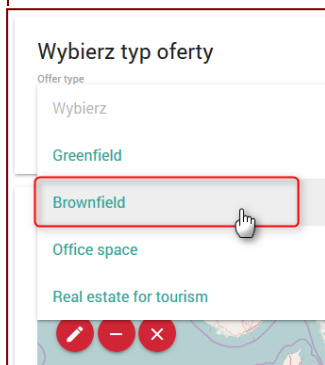 Wybierz typ oferty
Offer type
Wybierz
Greenfield
Brownfield
Office space
Real estate for tourism